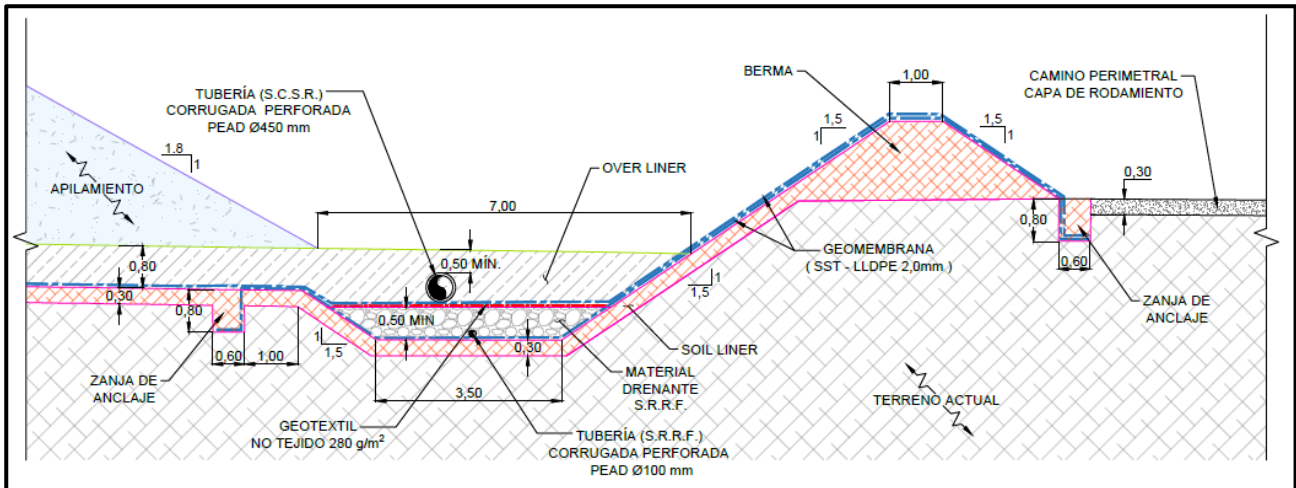 BERMA
1,00
CAMINO PERIMETRAL
CAPA DE RODAMIENTO
TUBERÍA (S.C.S.R.)
CORRUGADA PERFORADA
PEAD Ø450 mm
1,5
1
1,5
1
1.8
1
OVER LINER
0,30
APILAMIENTO
7,00
0,80
GEOMEMBRANA
( SST - LLDPE 2,0mm )
0,80
0,50 MÍN.
0,60
1
1,5
0,30
0,80
0.50 MIN
ZANJA DE
ANCLAJE
1
1,5
SOIL LINER
0,30
0,60
1,00
MATERIAL
DRENANTE
S.R.R.F.
ZANJA DE
ANCLAJE
3,50
TERRENO ACTUAL
GEOTEXTIL
NO TEJIDO 280 g/m²
TUBERÍA (S.R.R.F.)
CORRUGADA PERFORADA
PEAD Ø100 mm